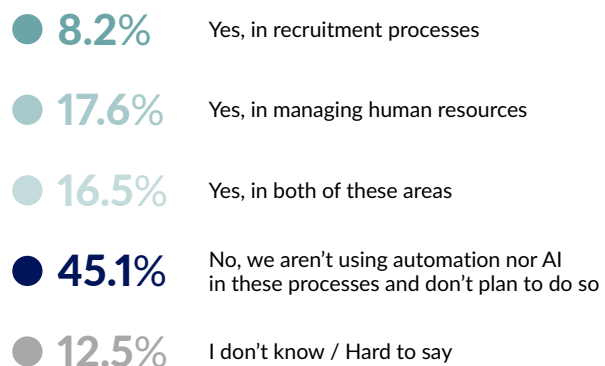 8.2% Yes, in recruitment processes
17.6% Yes, in managing human resources
16.5% Yes, in both of these areas
45.1% No, we aren't using automation nor AI
in these processes and don't plan to do so
12.5% I don't know / Hard to say